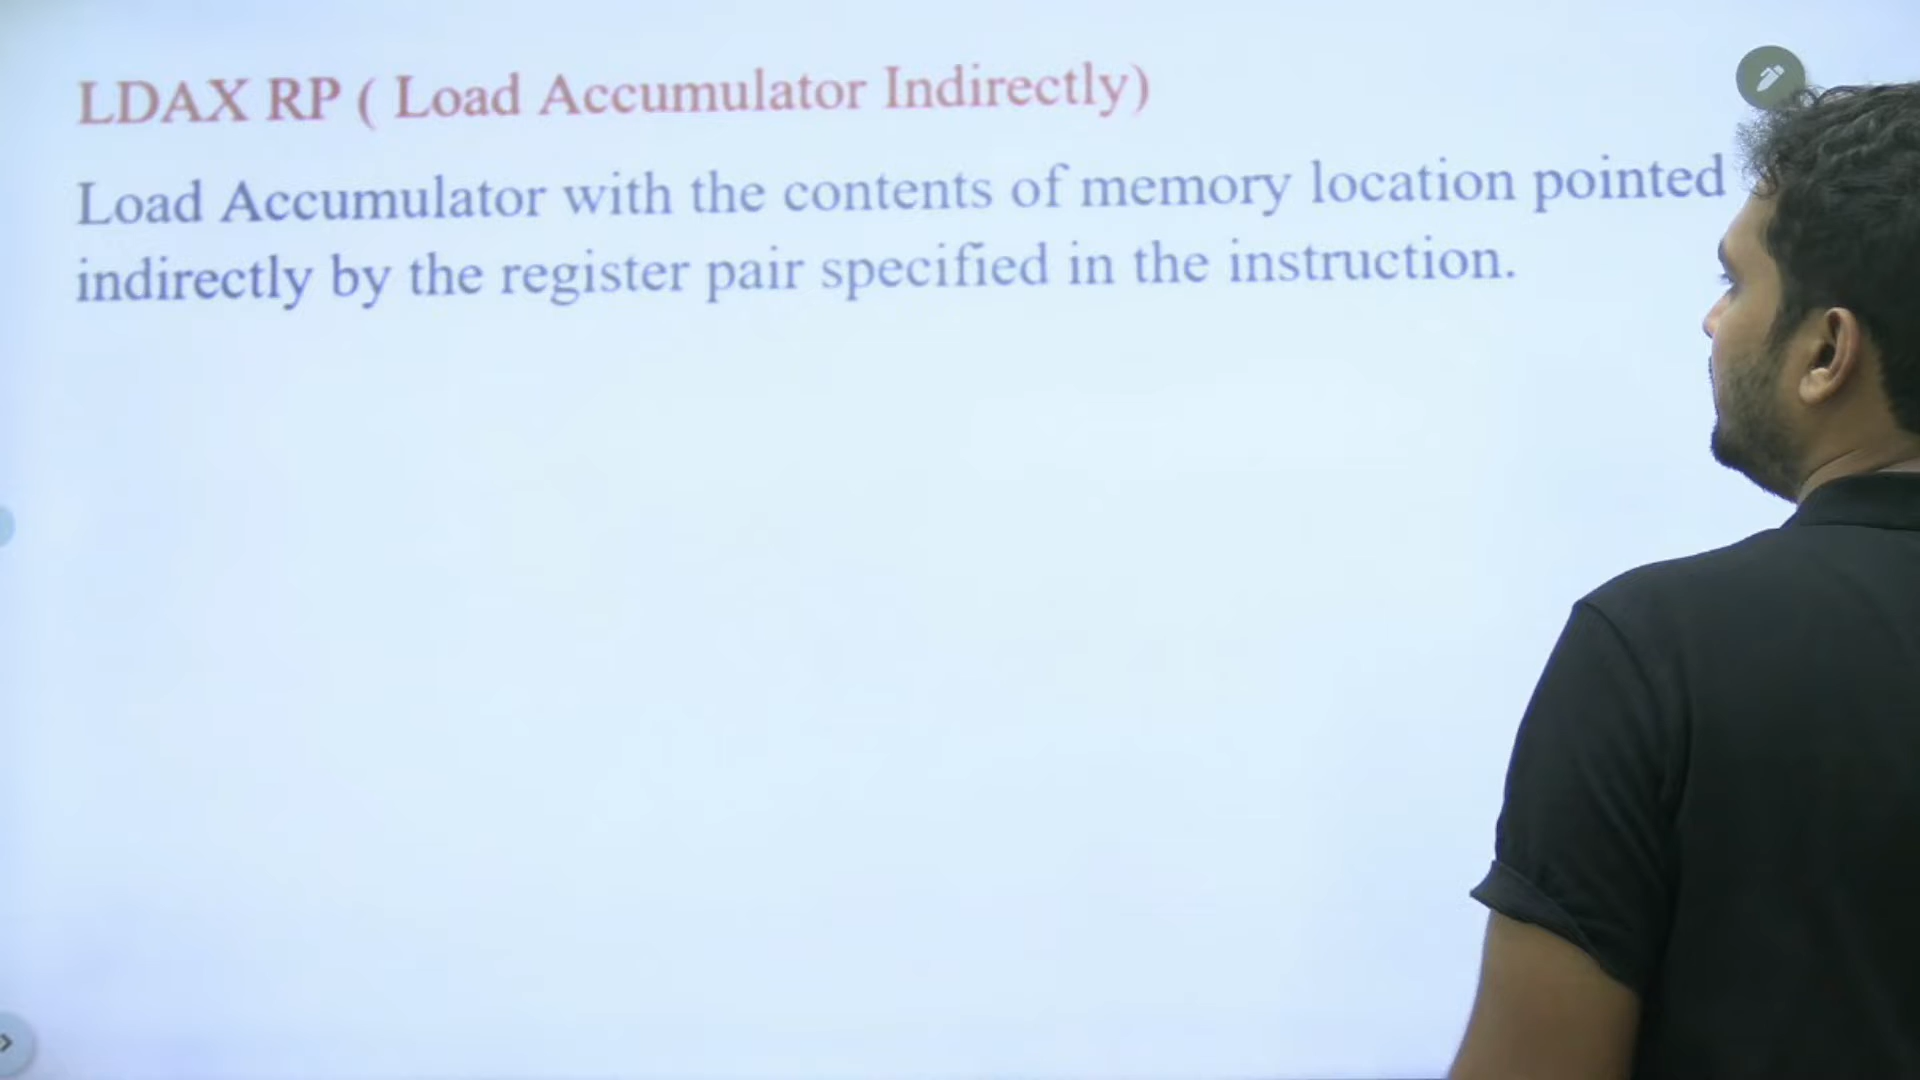 LDAX RP ( Load Accumulator Indirectly)
Load Accumulator with the contents of memory location pointed
indirectly by the register pair specified in the instruction.